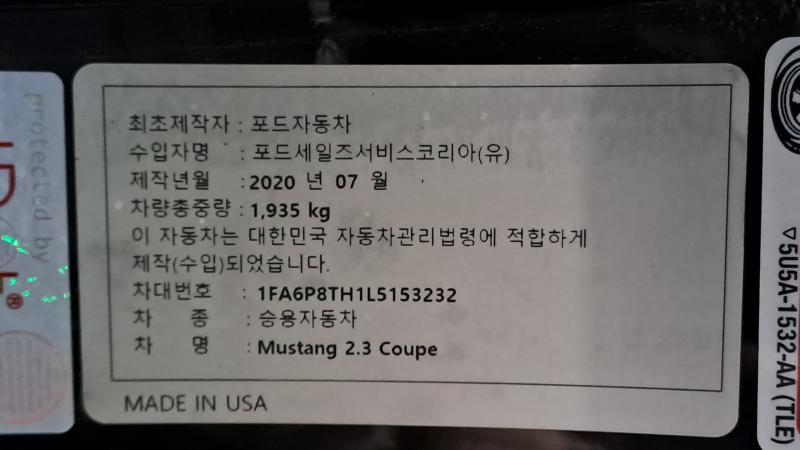 최초제작자 : 포드자동차
수입자명 : 포드세일즈서비스코리아(유)
제작년월 : 2020 년 07 월
차량총중량 : 1,935 kg
이 자동차는 대한민국 자동차관리법령에 적합하게
제작(수입)되었습니다.
차대번호 : 1FA6P8TH1L5153232
차 종 : 승용자동차
차 명 : Mustang 2.3 Coupe
MADE IN USA
protected by
5U5A-1532-AA (TLE)